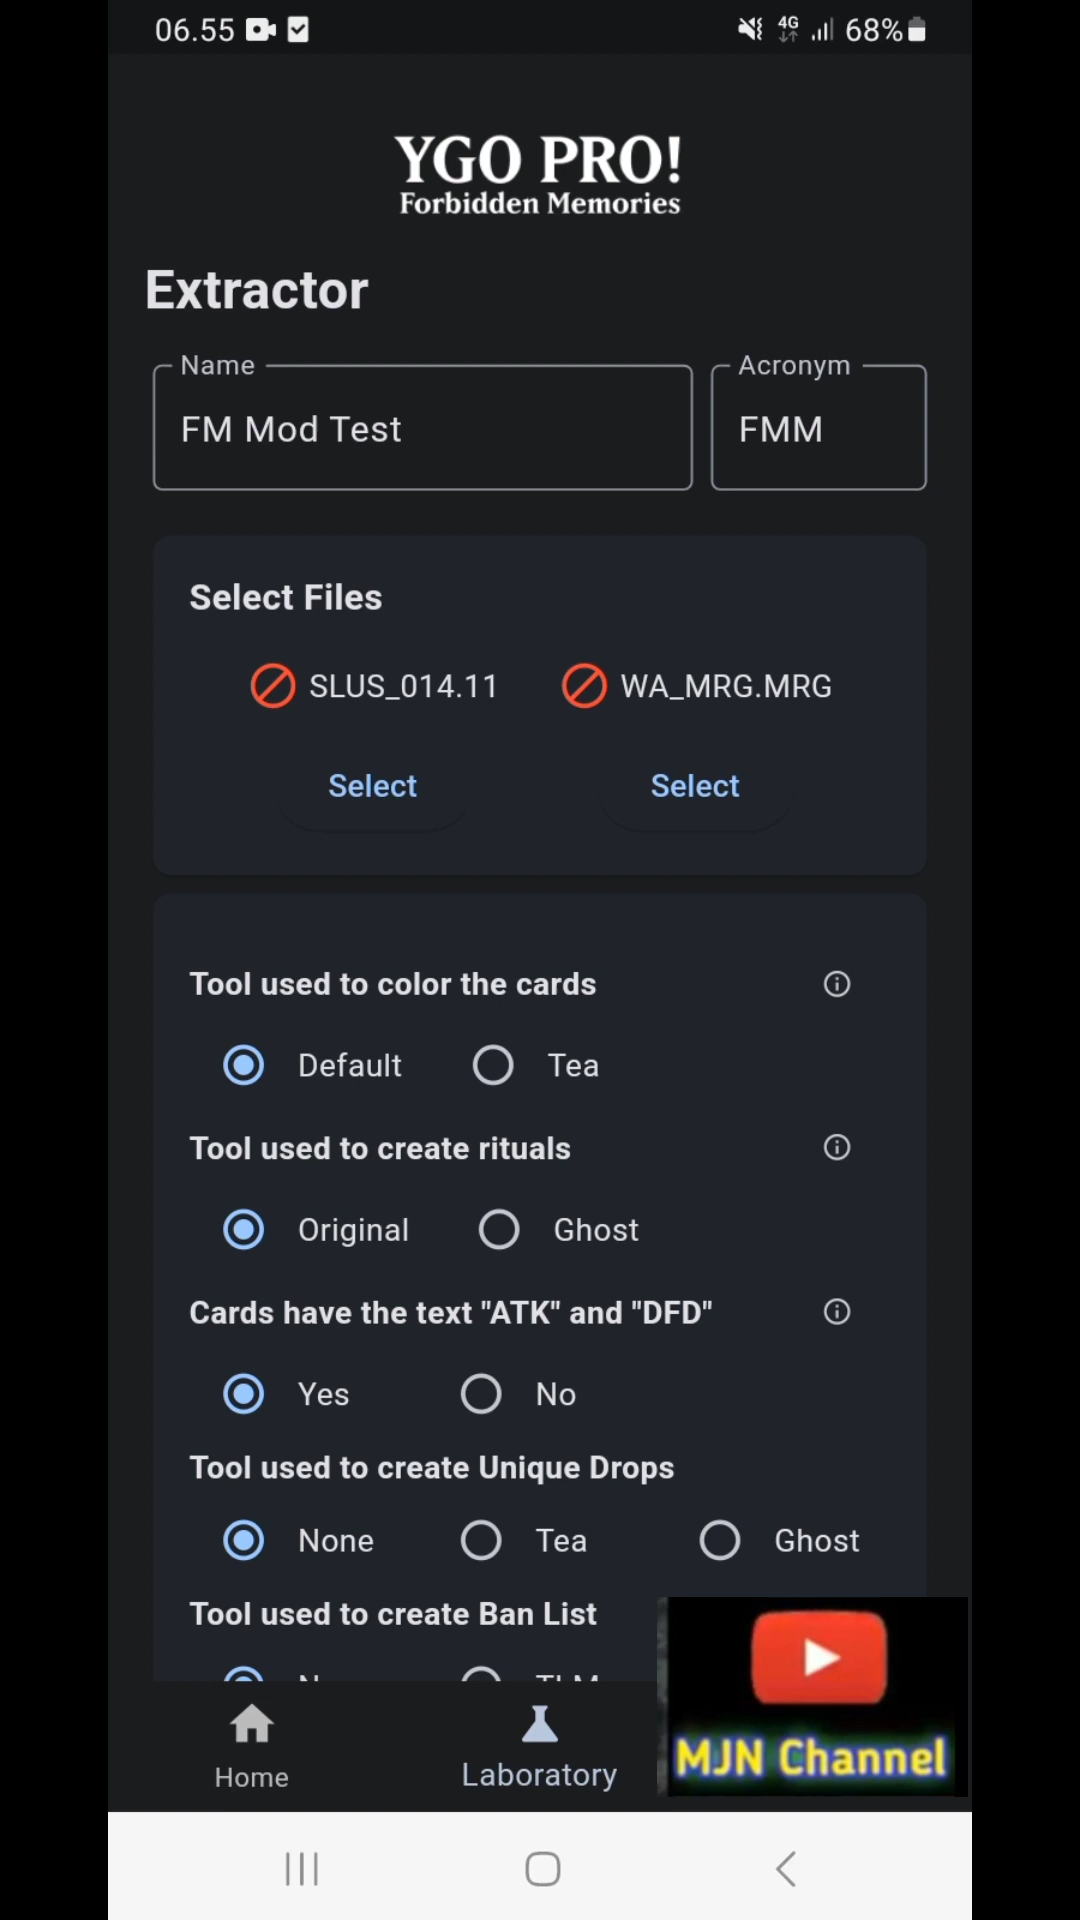 06.55 4G 68%
YGO PRO!
Forbidden Memories
Extractor
Name Acronym
FM Mod Test FMM
Select Files
SLUS_014.11 WA_MRG.MRG
Select Select
Tool used to color the cards
Default Tea
Tool used to create rituals
Original Ghost
Cards have the text "ATK" and "DFD"
Yes No
Tool used to create Unique Drops
None Tea Ghost
Tool used to create Ban List
MJN Channel
Home Laboratory